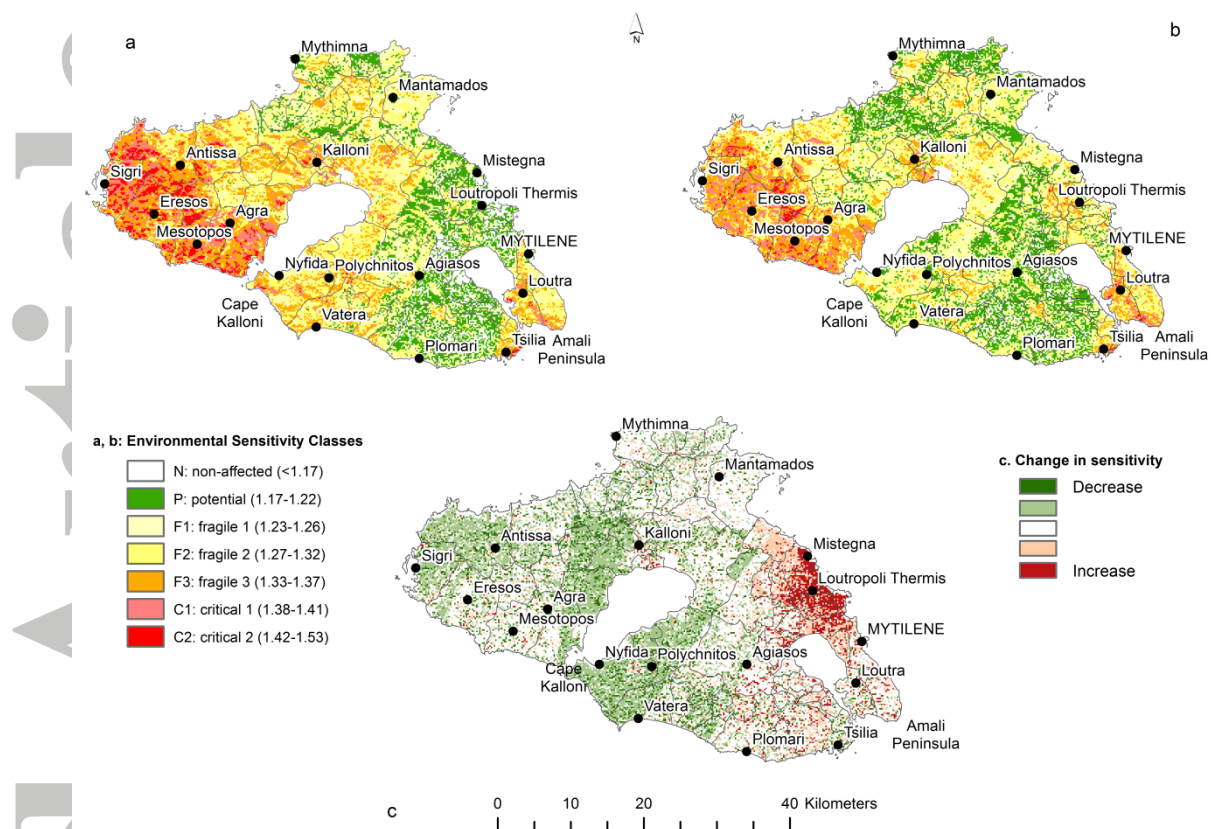 a
N
b
Mythimna
Mantamados
Antissa
Kalloni
Sigri
Mistegna
Loutropoli Thermis
Eresos
Agra
Mesotopos
MYTILENE
Nyfida
Polychnitos
Agiasos
Loutra
Cape
Kalloni
Vatera
Tsilia
Amali
Peninsula
Plomari
Mythimna
Mantamados
Antissa
Kalloni
Sigri
Mistegna
Loutropoli Thermis
Eresos
Agra
Mesotopos
MYTILENE
Nyfida
Polychnitos
Agiasos
Loutra
Cape
Kalloni
Vatera
Tsilia
Amali
Peninsula
Plomari
a, b: Environmental Sensitivity Classes
N: non-affected (<1.17)
P: potential (1.17-1.22)
F1: fragile 1 (1.23-1.26)
F2: fragile 2 (1.27-1.32)
F3: fragile 3 (1.33-1.37)
C1: critical 1 (1.38-1.41)
C2: critical 2 (1.42-1.53)
Mythimna
Mantamados
Antissa
Kalloni
Sigri
Mistegna
Loutropoli Thermis
Eresos
Agra
Mesotopos
MYTILENE
Nyfida
Polychnitos
Agiasos
Loutra
Cape
Kalloni
Vatera
Tsilia
Amali
Peninsula
Plomari
c. Change in sensitivity
Decrease
Increase
c
0 10 20 40 Kilometers